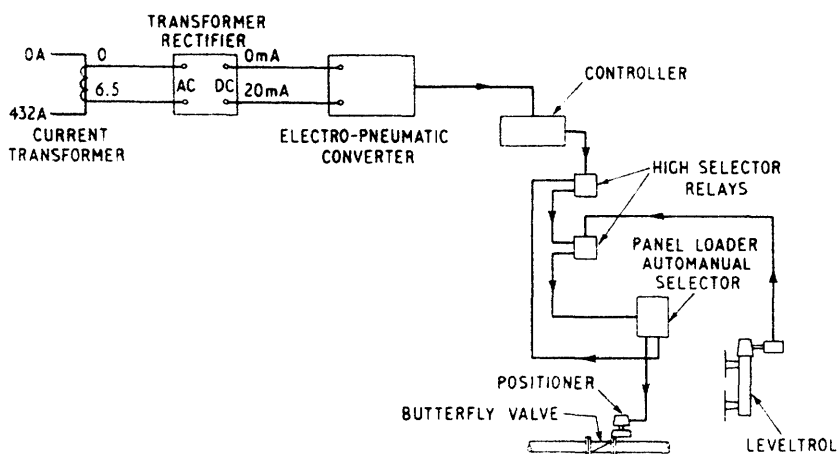 TRANSFORMER
RECTIFIER
0A
0
0mA
AC
DC
6.5
20mA
432A
CURRENT
TRANSFORMER
ELECTRO-PNEUMATIC
CONVERTER
CONTROLLER
HIGH SELECTOR
RELAYS
PANEL LOADER
AUTOMANUAL
SELECTOR
POSITIONER
BUTTERFLY VALVE
LEVELTROL